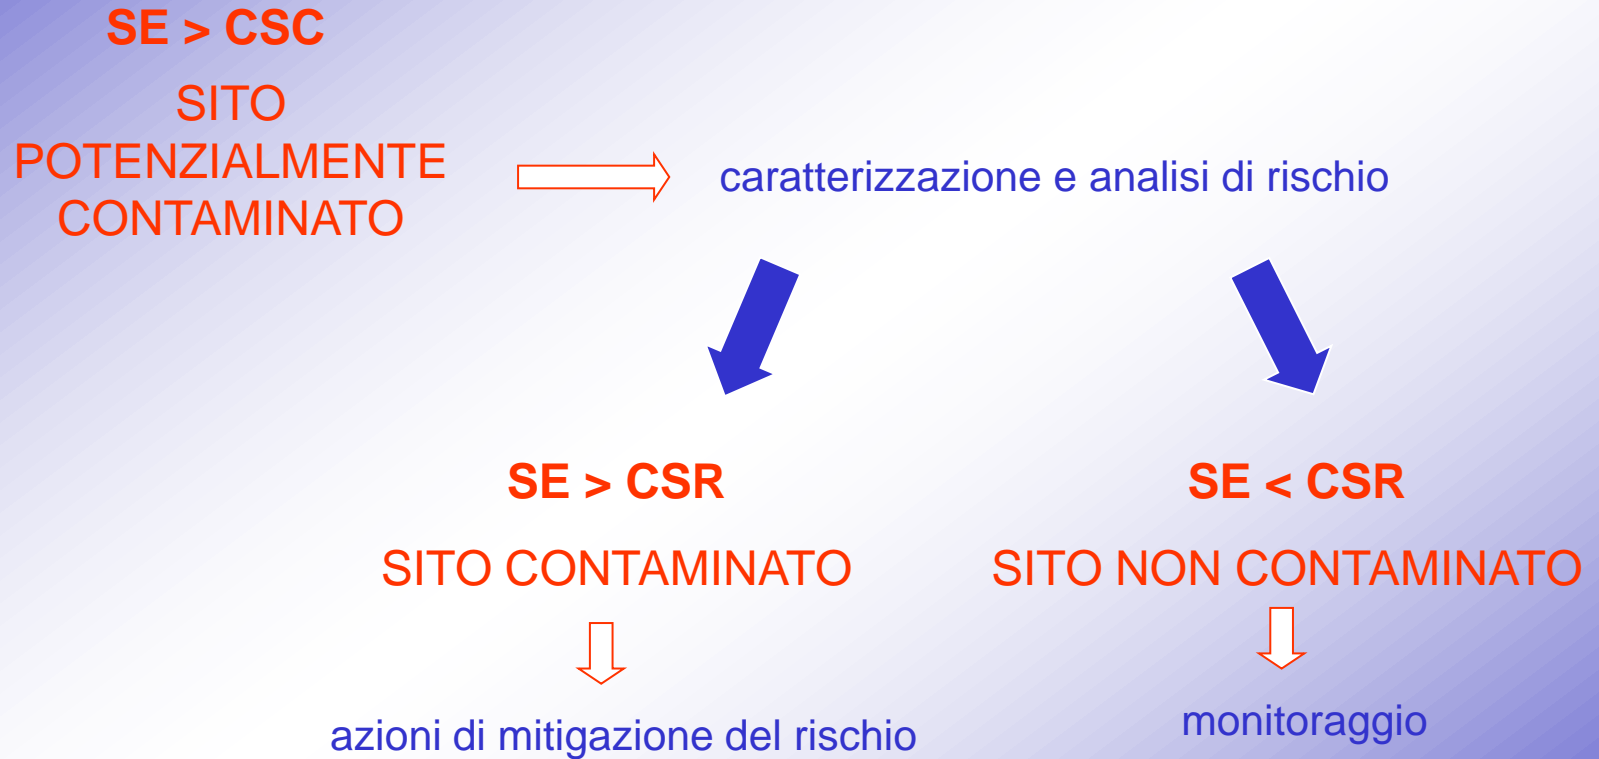 SE > CSC
SITO
POTENZIALMENTE
CONTAMINATO
caratterizzazione e analisi di rischio
SE > CSR
SITO CONTAMINATO
azioni di mitigazione del rischio
SE < CSR
SITO NON CONTAMINATO
monitoraggio